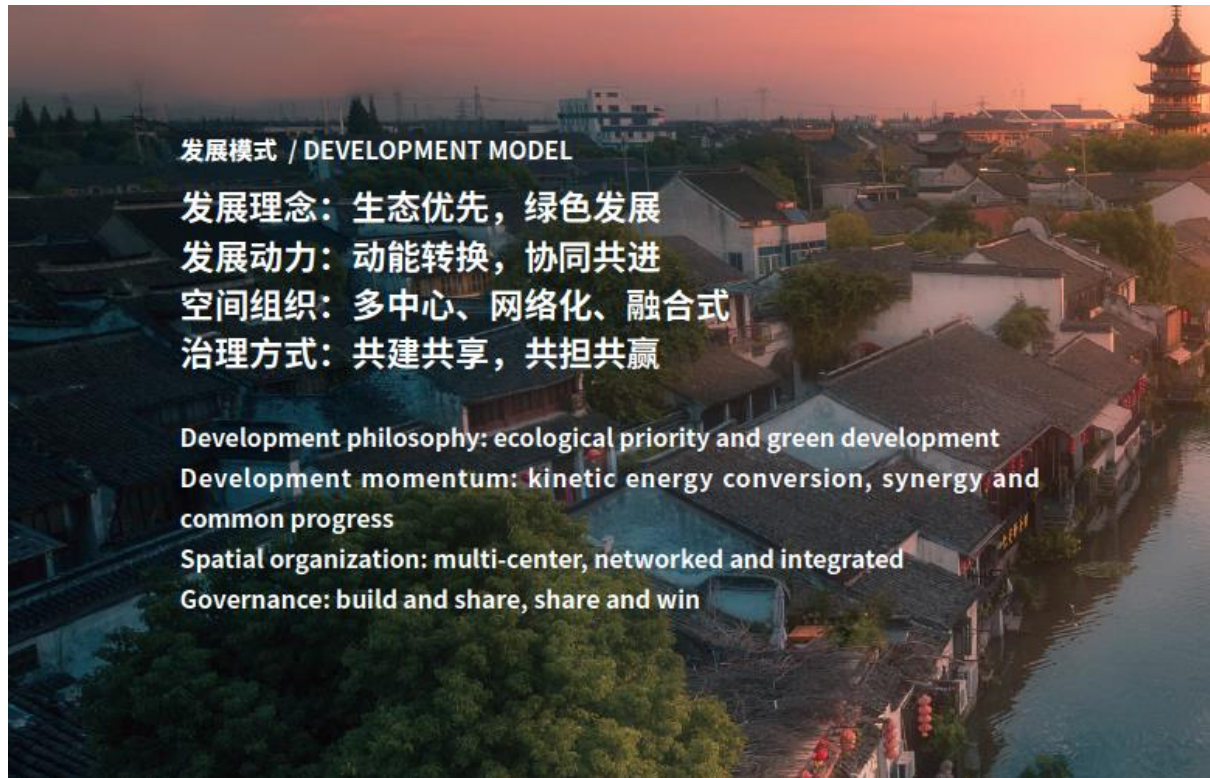 发展模式 / DEVELOPMENT MODEL
发展理念：生态优先，绿色发展
发展动力：动能转换，协同共进
空间组织：多中心、网络化、融合式
治理方式：共建共享，共担共赢
Development philosophy: ecological priority and green development
Development momentum: kinetic energy conversion, synergy and
common progress
Spatial organization: multi-center, networked and integrated
Governance: build and share, share and win